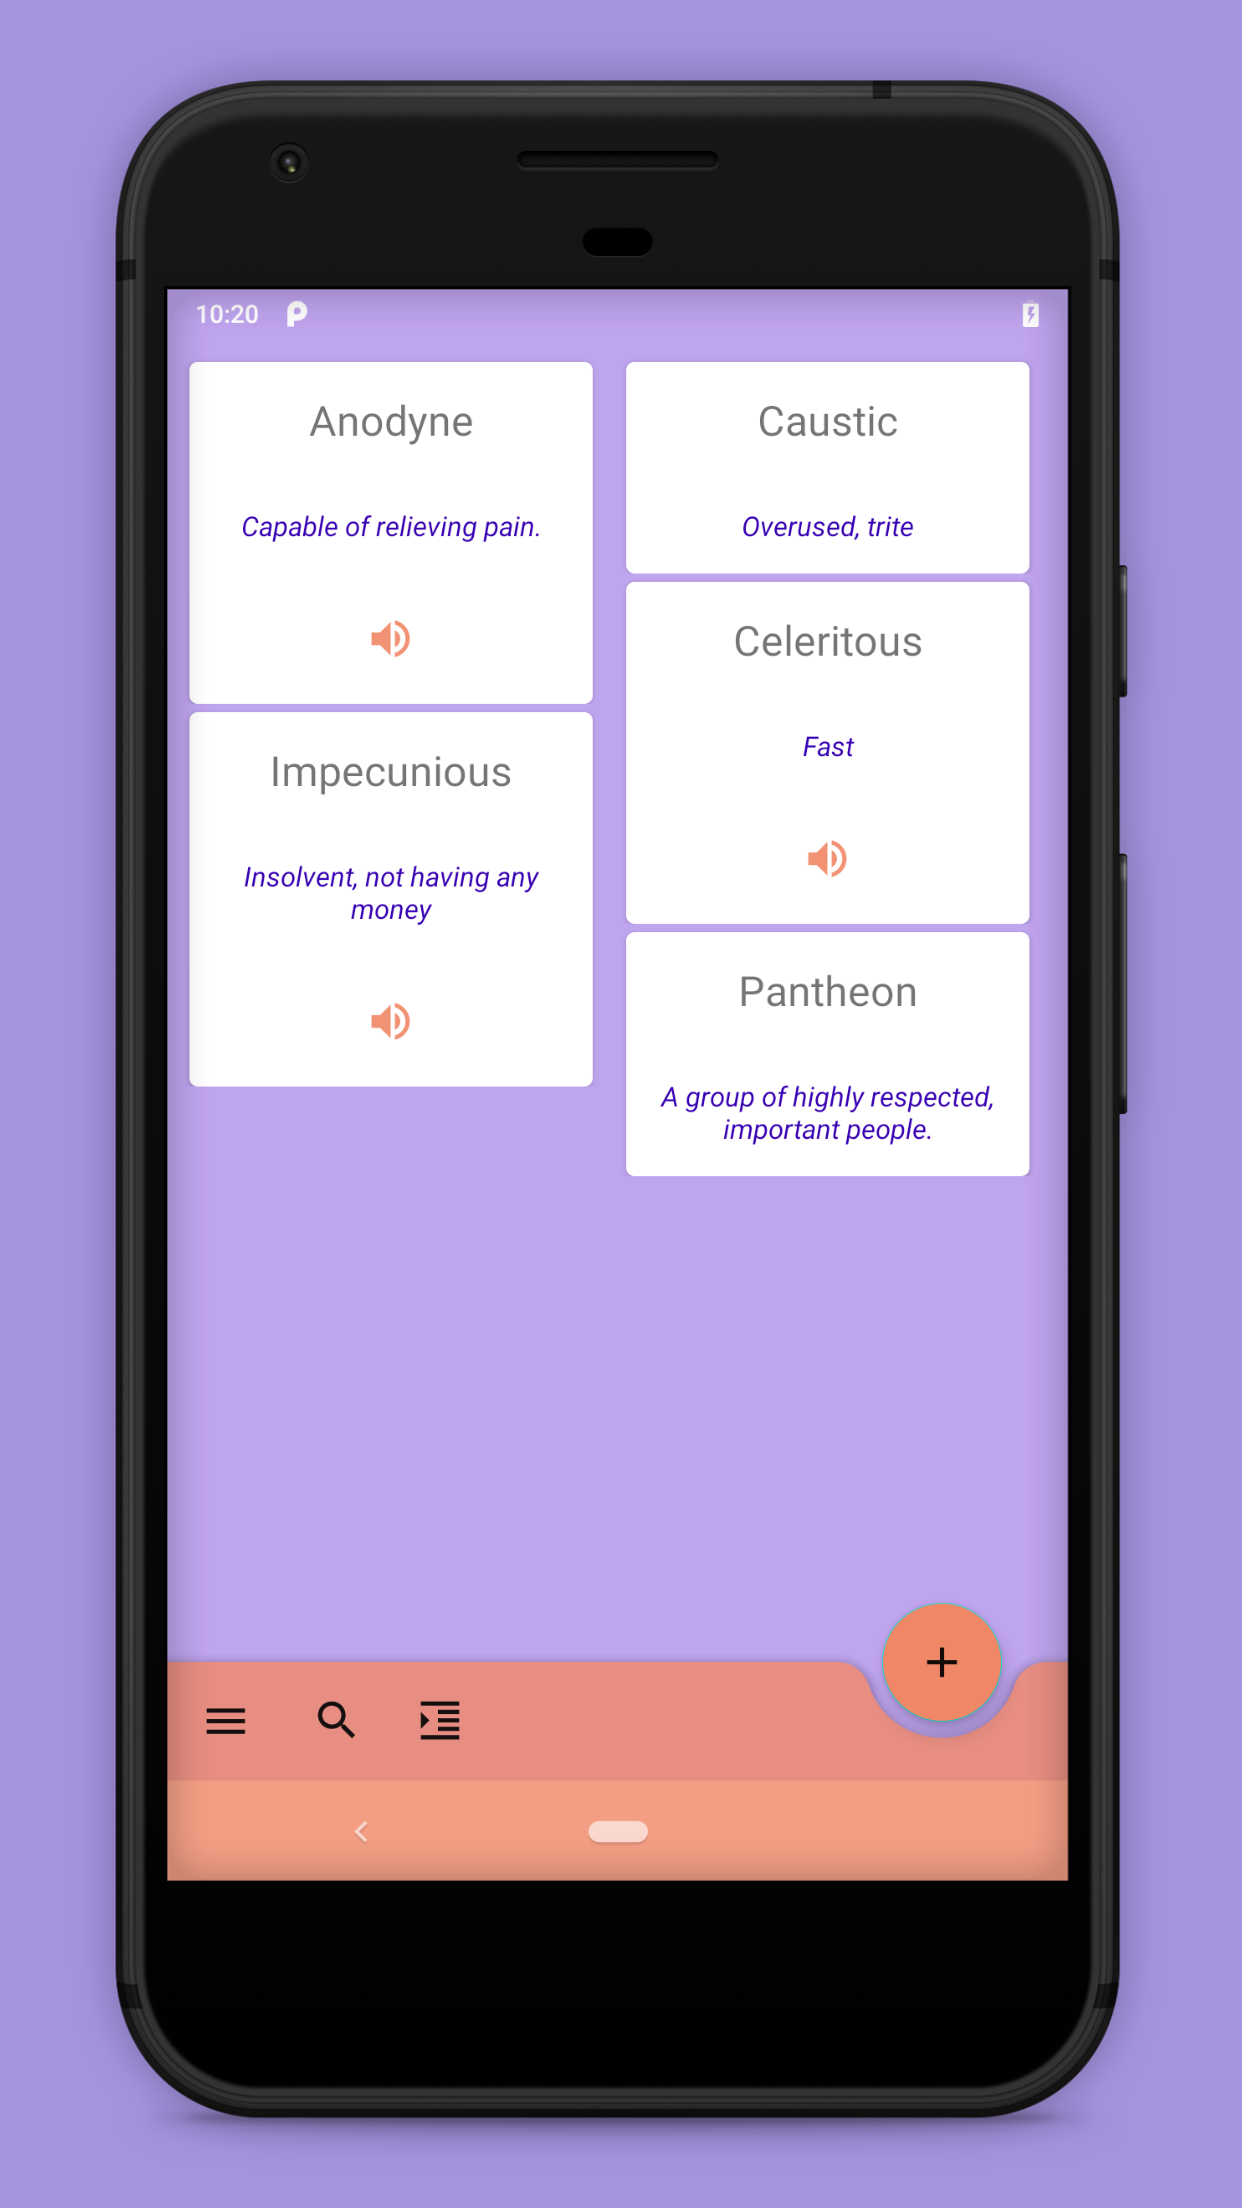 10:20
Anodyne
Capable of relieving pain.
Impecunious
Insolvent, not having any
money
Caustic
Overused, trite
Celeritous
Fast
Pantheon
A group of highly respected,
important people.